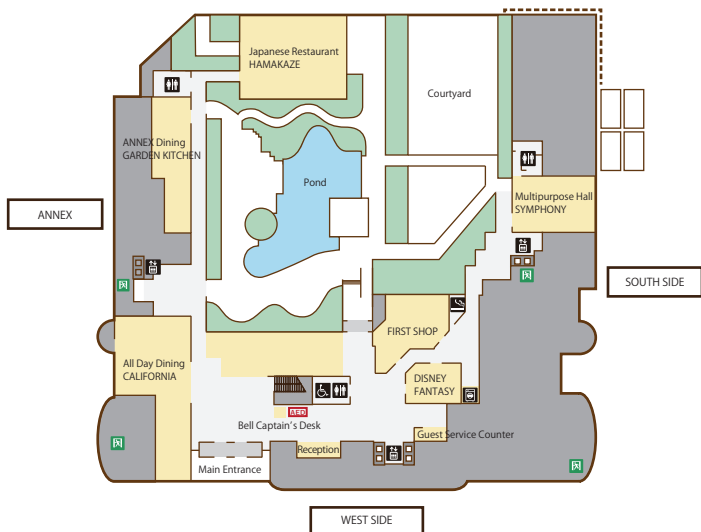 Japanese Restaurant
HAMAKAZE
Courtyard
ANNEX Dining
GARDEN KITCHEN
Pond
Multipurpose Hall
SYMPHONY
ANNEX
SOUTH SIDE
FIRST SHOP
All Day Dining
CALIFORNIA
DISNEY
FANTASY
AED
Bell Captain's Desk
Guest Service Counter
Reception
Main Entrance
WEST SIDE